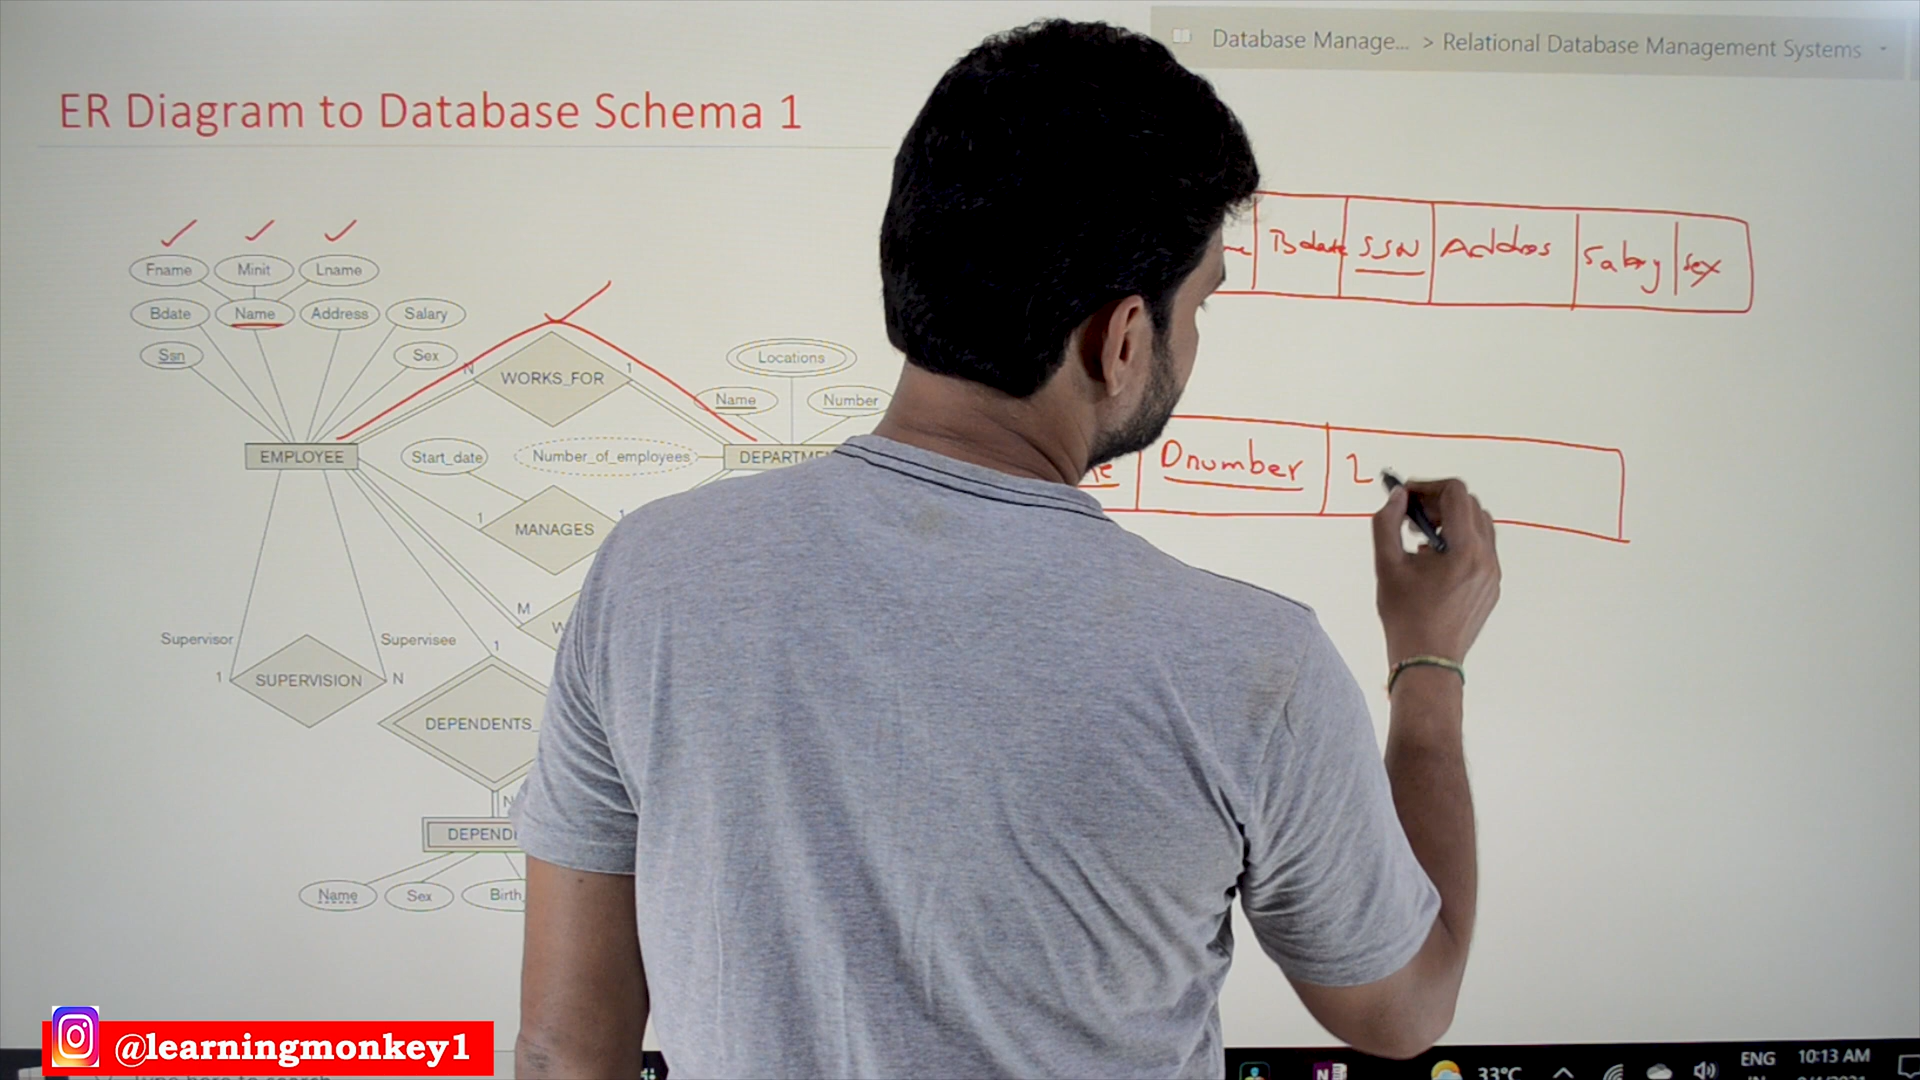 Database Manage... > Relational Database Management Systems
ER Diagram to Database Schema 1
Fname Minit Lname
Bdate Name Address Salary
Ssn Sex
Bdate SSN Address Salary Sex
N WORKS_FOR 1
Locations
Name Number
EMPLOYEE Start_date Number_of_employees
Dnumber
1 MANAGES 1
M
Supervisor Supervisee 1
1 SUPERVISION N
DEPENDENTS_
N
Name Sex Birth_
@learningmonkey1
33°C ENG 10:13 AM